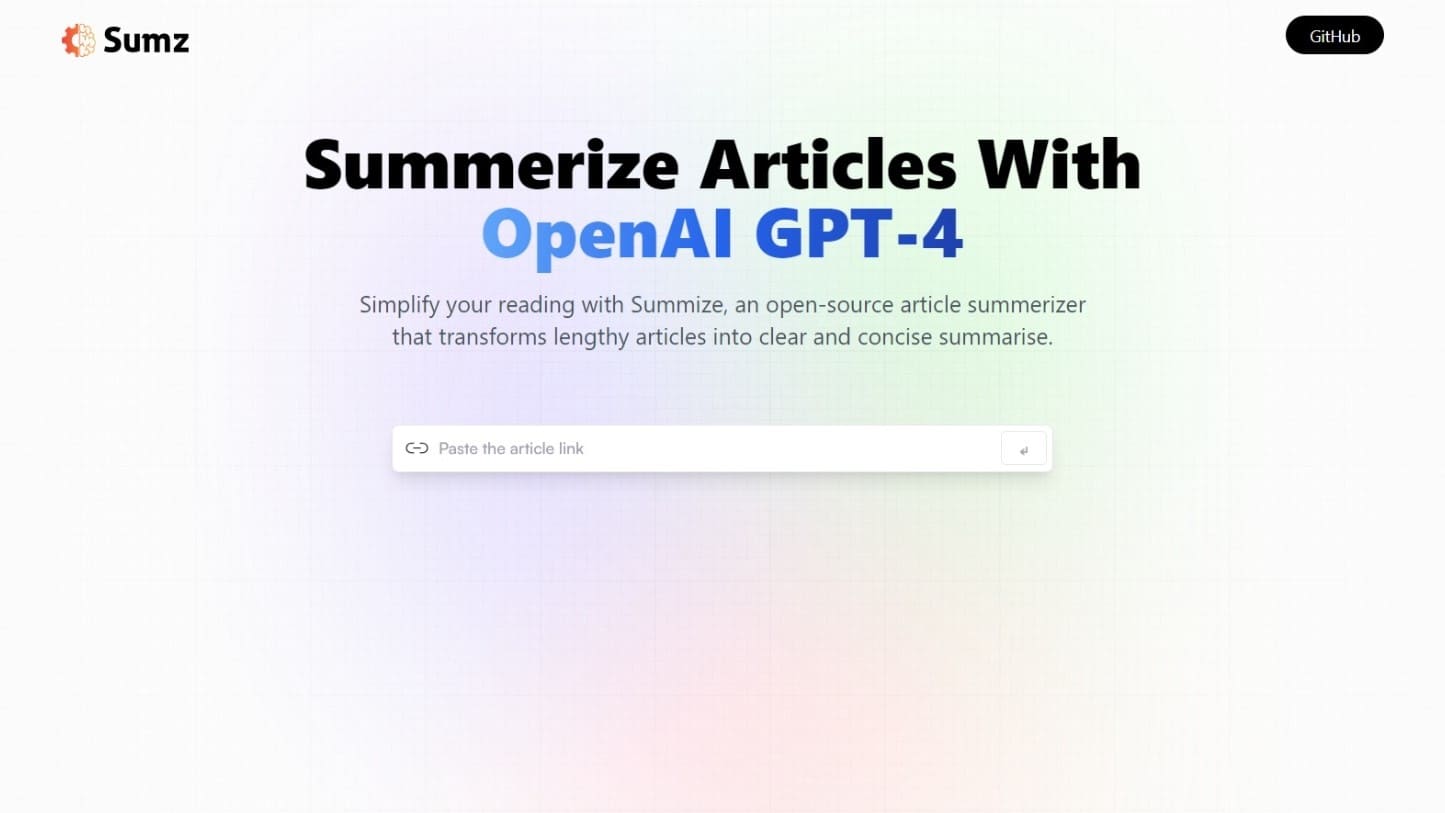 Sumz
GitHub
Summerize Articles With
OpenAI GPT-4
Simplify your reading with Summize, an open-source article summerizer
that transforms lengthy articles into clear and concise summarise.
Paste the article link
↵